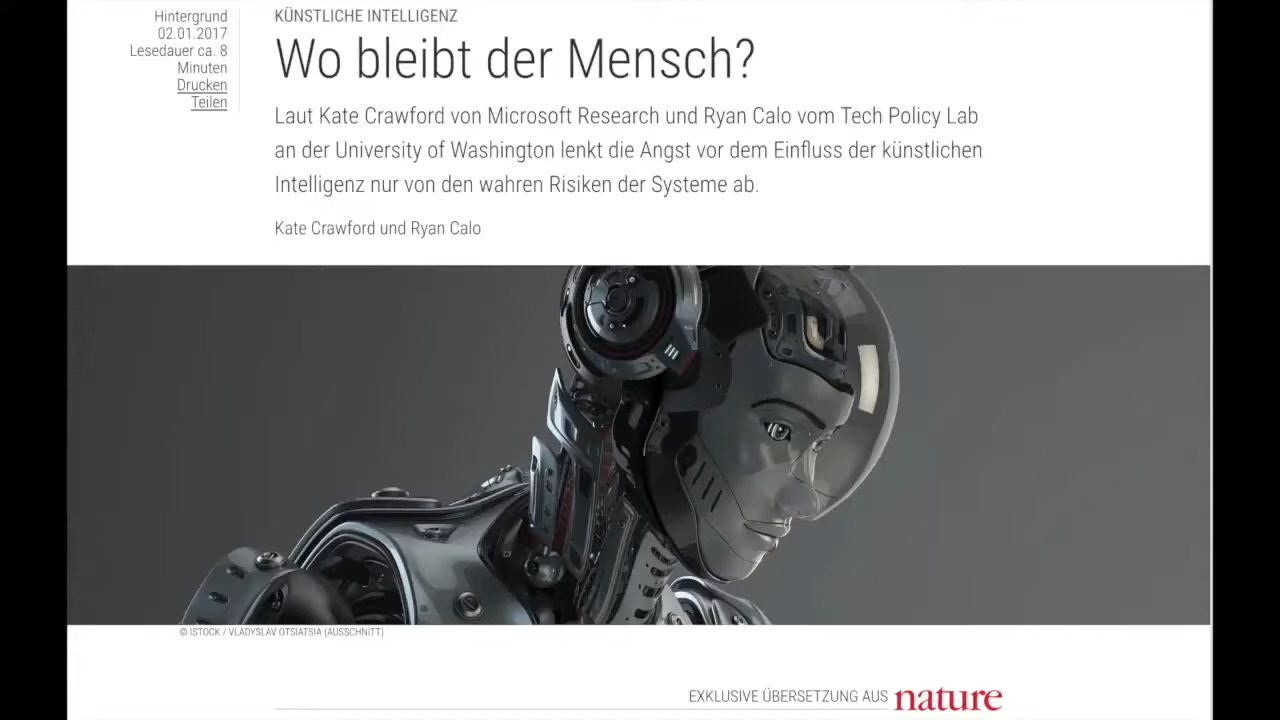 Hintergrund
02.01.2017
Lesedauer ca. 8
Minuten
Drucken
Teilen
KÜNSTLICHE INTELLIGENZ
Wo bleibt der Mensch?
Laut Kate Crawford von Microsoft Research und Ryan Calo vom Tech Policy Lab
an der University of Washington lenkt die Angst vor dem Einfluss der künstlichen
Intelligenz nur von den wahren Risiken der Systeme ab.
Kate Crawford und Ryan Calo
© ISTOCK / VLADYSLAV OTSIATSIA (AUSSCHNITT)
EXKLUSIVE ÜBERSETZUNG AUS nature